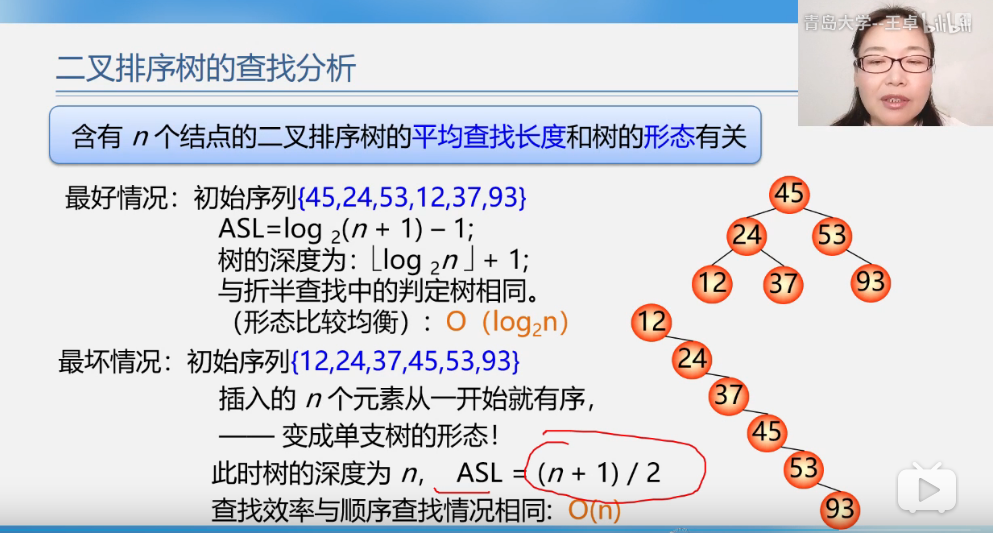 青岛大学--王卓 bilibili
二叉排序树的查找分析
含有 n 个结点的二叉排序树的平均查找长度和树的形态有关
最好情况：初始序列{45,24,53,12,37,93}
ASL=log 2(n + 1) – 1;
树的深度为：⌊log 2n ⌋ + 1;
与折半查找中的判定树相同。
（形态比较均衡）：O（log2n）
最坏情况：初始序列{12,24,37,45,53,93}
插入的 n 个元素从一开始就有序，
—— 变成单支树的形态！
此时树的深度为 n， ASL = (n + 1) / 2
查找效率与顺序查找情况相同: O(n)
45
24 53
12 37 93
12
24
37
45
53
93